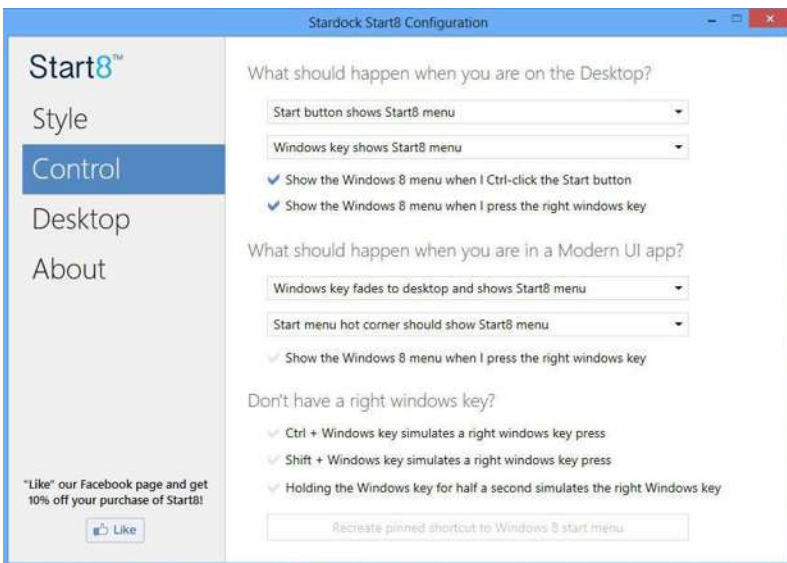 Stardock Start8 Configuration
Start8™
Style
Control
Desktop
About
"Like" our Facebook page and get
10% off your purchase of Start8!
Like
What should happen when you are on the Desktop?
Start button shows Start8 menu
Windows key shows Start8 menu
Show the Windows 8 menu when I Ctrl-click the Start button
Show the Windows 8 menu when I press the right windows key
What should happen when you are in a Modern UI app?
Windows key fades to desktop and shows Start8 menu
Start menu hot corner should show Start8 menu
Show the Windows 8 menu when I press the right windows key
Don't have a right windows key?
Ctrl + Windows key simulates a right windows key press
Shift + Windows key simulates a right windows key press
Holding the Windows key for half a second simulates the right Windows key
Recreate pinned shortcut to Windows 8 start menu